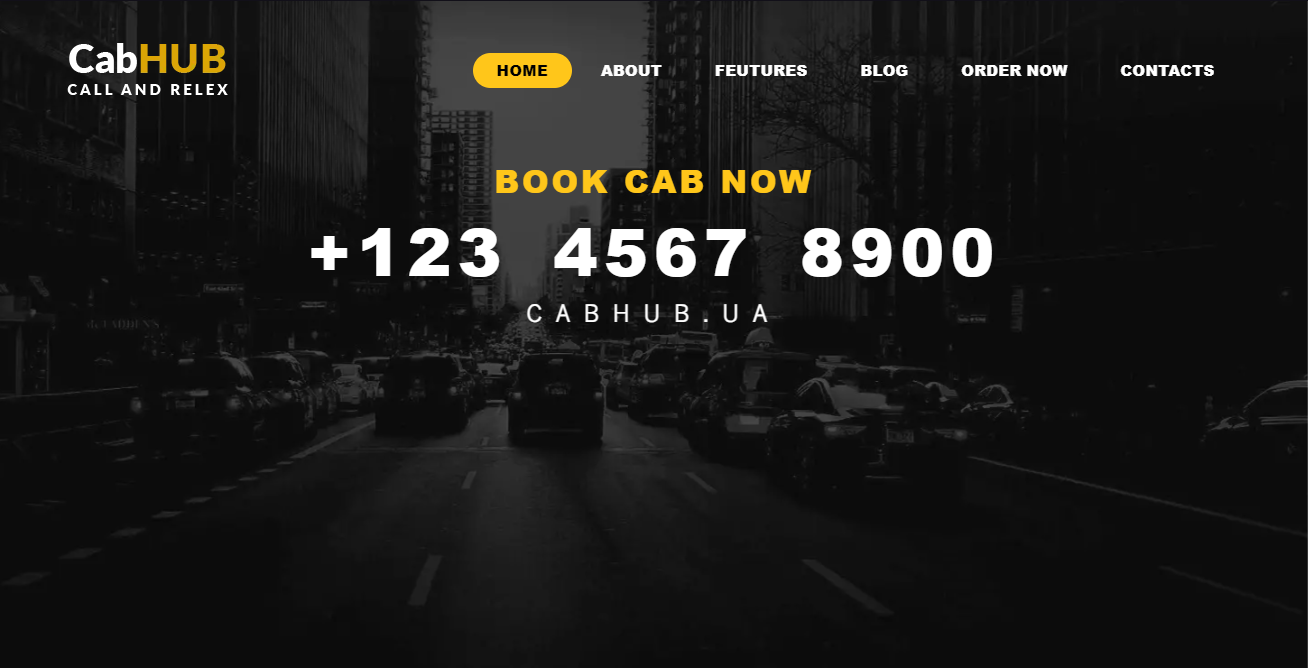 CabHUB
CALL AND RELEX
HOME ABOUT FEUTURES BLOG ORDER NOW CONTACTS
BOOK CAB NOW
+123 4567 8900
CABHUB.UA